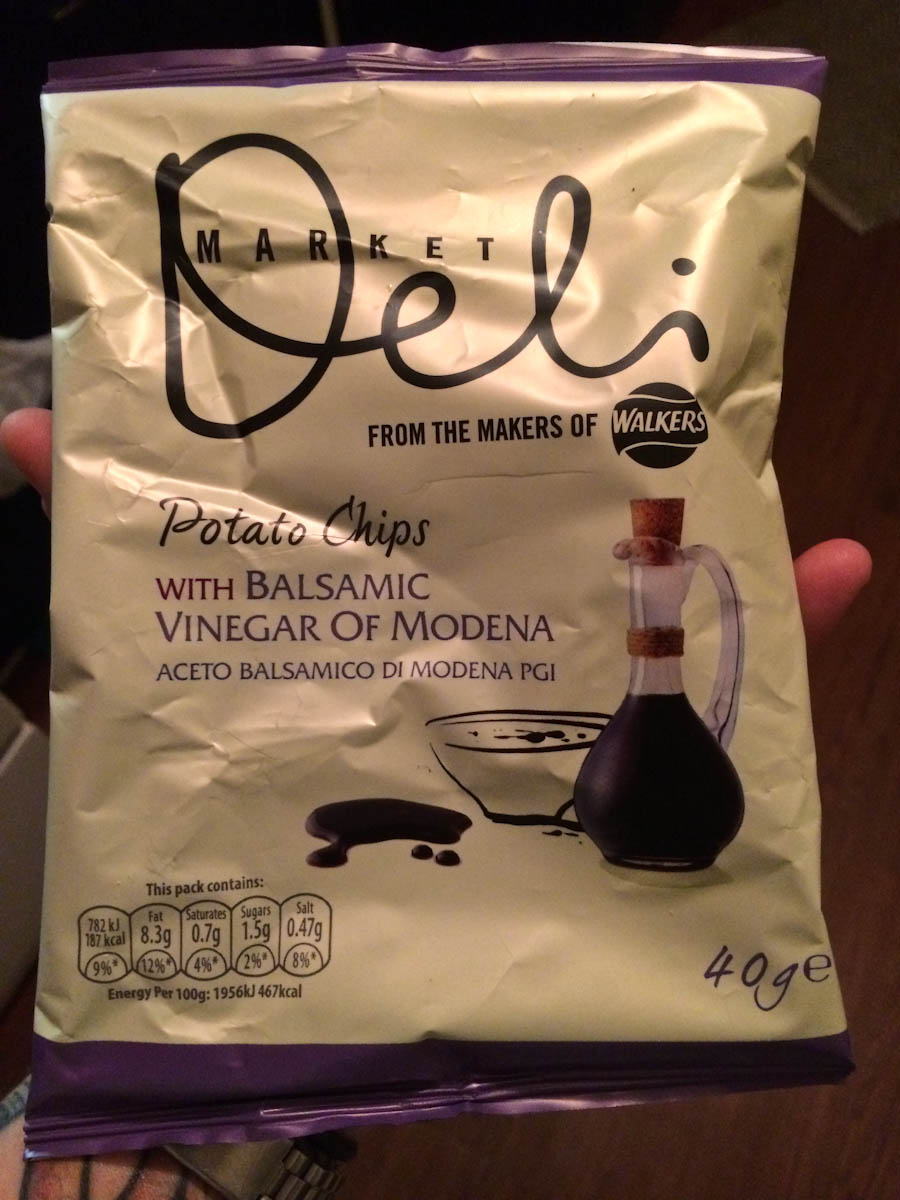 MARKET
Deli
FROM THE MAKERS OF WALKERS
Potato Chips
WITH BALSAMIC
VINEGAR OF MODENA
ACETO BALSAMICO DI MODENA PGI
This pack contains:
782 kJ
187 kcal
9%*
Fat
8.3g
12%*
Saturates
0.7g
4%*
Sugars
1.5g
2%*
Salt
0.47g
8%*
Energy Per 100g: 1956kJ 467kcal
40g e